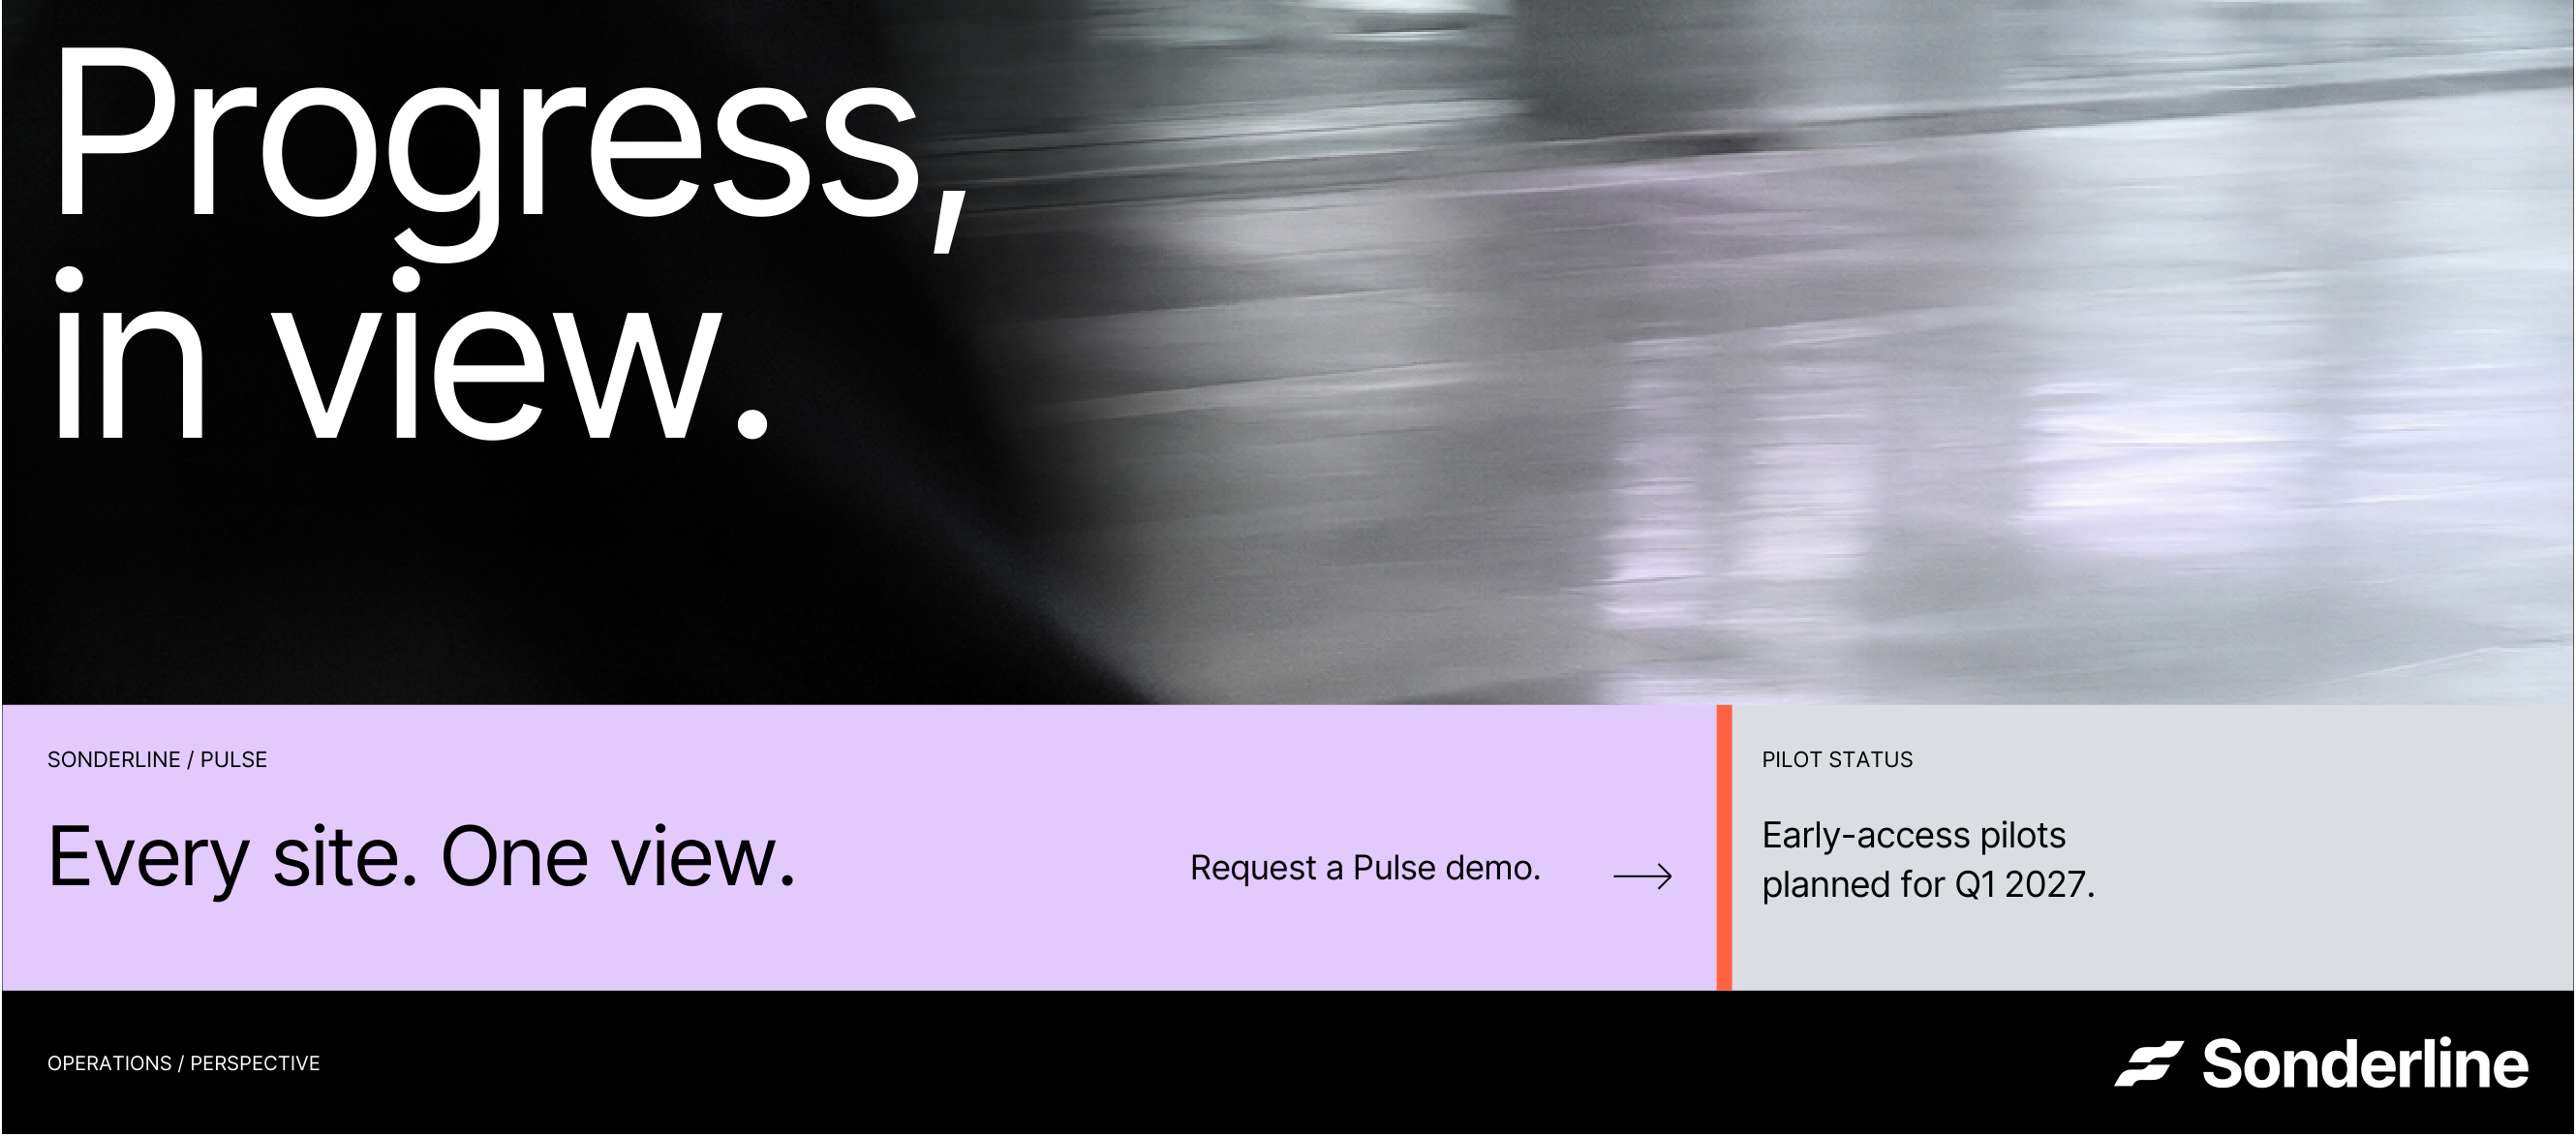 Progress,
in view.
SONDERLINE / PULSE
Every site. One view.
Request a Pulse demo.
PILOT STATUS
Early-access pilots
planned for Q1 2027.
OPERATIONS / PERSPECTIVE
Sonderline